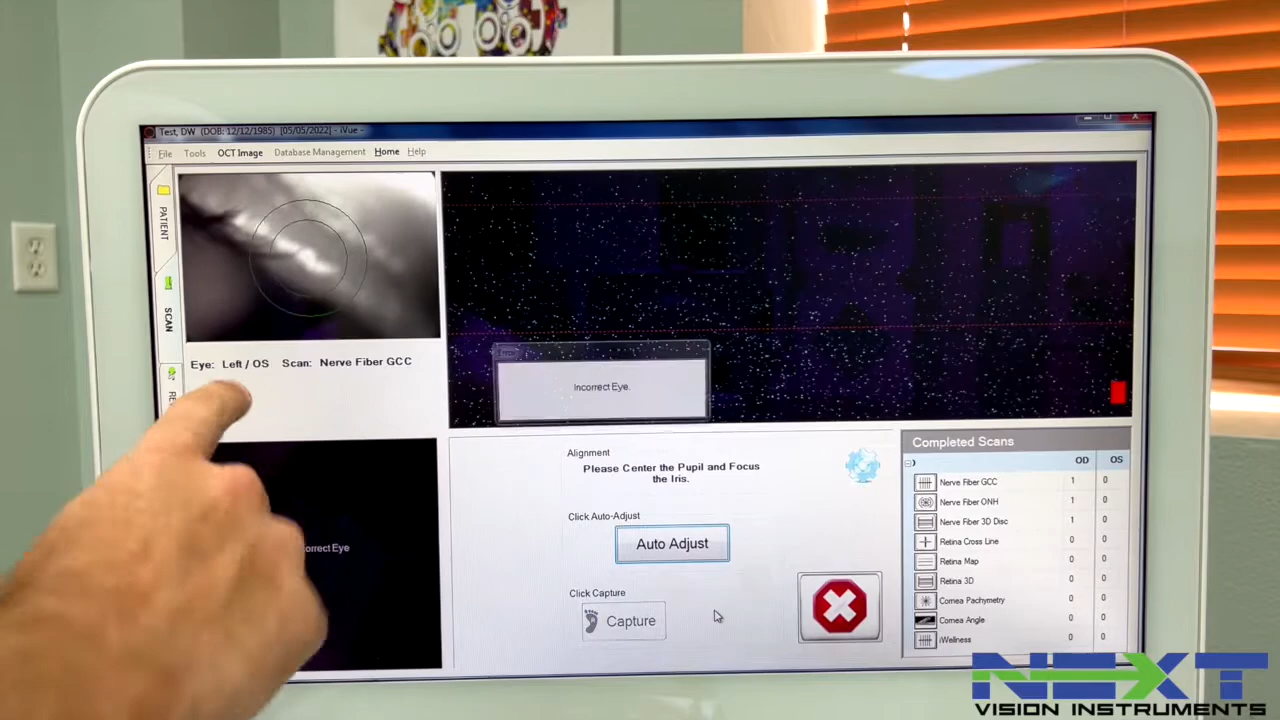 Test, DW (DOB: 12/12/1985) [05/05/2022] - iVue -
File Tools OCT Image Database Management Home Help
PATIENT
SCAN
Eye: Left / OS Scan: Nerve Fiber GCC
Incorrect Eye.
Alignment
Please Center the Pupil and Focus
the Iris.
Click Auto-Adjust
Auto Adjust
Click Capture
Capture
Completed Scans
OD OS
Nerve Fiber GCC 1 0
Nerve Fiber ONH 1 0
Nerve Fiber 3D Disc 1 0
Retina Cross Line 0 0
Retina Map 0 0
Retina 3D 0 0
Cornea Pachymetry 0 0
Cornea Angle 0 0
iWellness 0 0
NEXT
VISION INSTRUMENTS